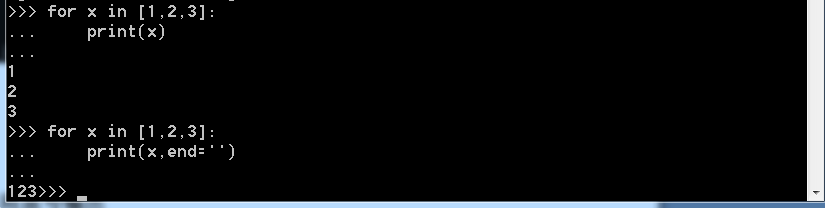 >>> for x in [1,2,3]:
...     print(x)
...
1
2
3
>>> for x in [1,2,3]:
...     print(x,end='')
...
123>>>